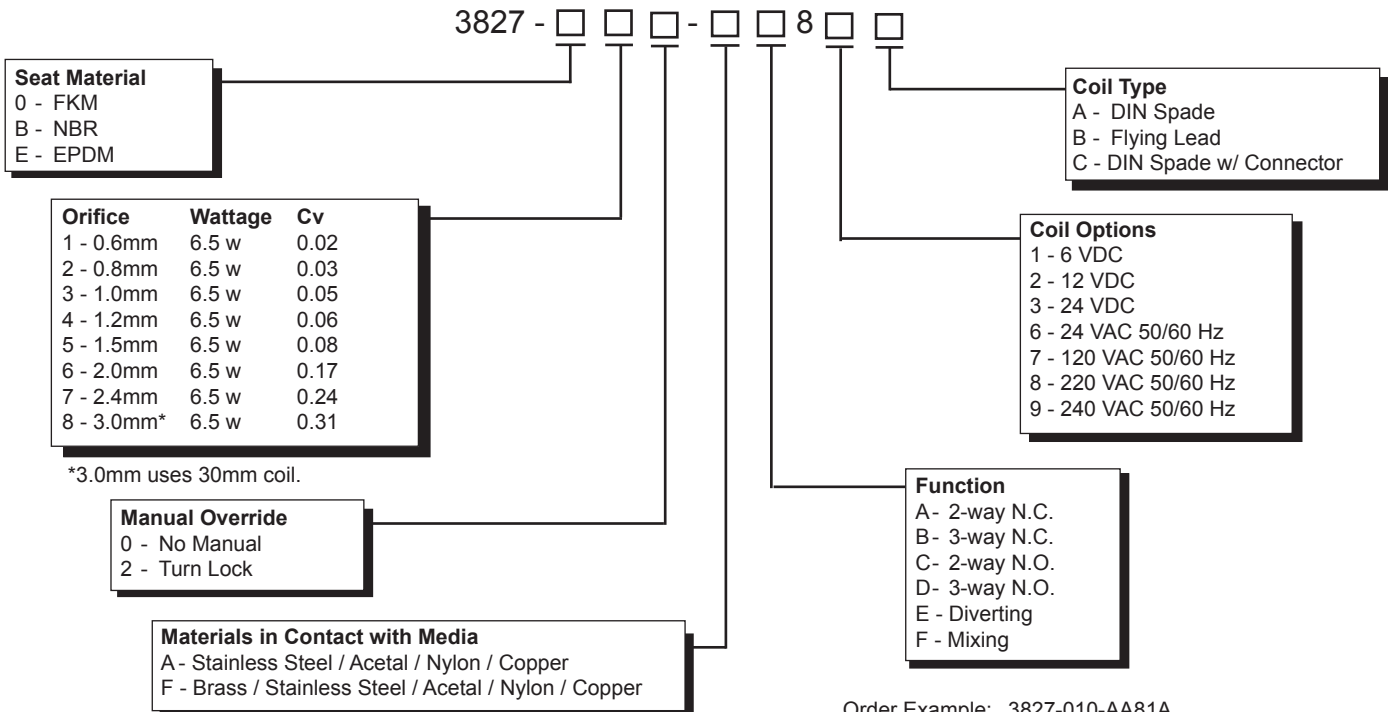 3827 - □ □ □ - □ □ 8 □ □
Seat Material
0 - FKM
B - NBR
E - EPDM
Coil Type
A - DIN Spade
B - Flying Lead
C - DIN Spade w/ Connector
Orifice Wattage Cv
1 - 0.6mm 6.5 w 0.02
2 - 0.8mm 6.5 w 0.03
3 - 1.0mm 6.5 w 0.05
4 - 1.2mm 6.5 w 0.06
5 - 1.5mm 6.5 w 0.08
6 - 2.0mm 6.5 w 0.17
7 - 2.4mm 6.5 w 0.24
8 - 3.0mm* 6.5 w 0.31
*3.0mm uses 30mm coil.
Coil Options
1 - 6 VDC
2 - 12 VDC
3 - 24 VDC
6 - 24 VAC 50/60 Hz
7 - 120 VAC 50/60 Hz
8 - 220 VAC 50/60 Hz
9 - 240 VAC 50/60 Hz
Manual Override
0 - No Manual
2 - Turn Lock
Function
A - 2-way N.C.
B - 3-way N.C.
C - 2-way N.O.
D - 3-way N.O.
E - Diverting
F - Mixing
Materials in Contact with Media
A - Stainless Steel / Acetal / Nylon / Copper
F - Brass / Stainless Steel / Acetal / Nylon / Copper
Order Example: 3827-010-AA81A